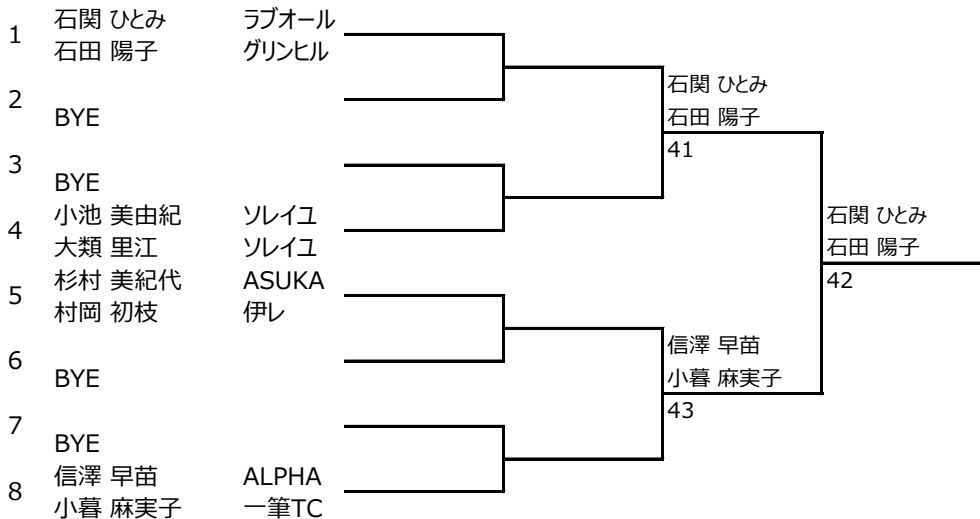 1 石関 ひとみ ラブオール
石田 陽子 グリンヒル
2 BYE
3 BYE
4 小池 美由紀 ソレイユ
大類 里江 ソレイユ
5 杉村 美紀代 ASUKA
村岡 初枝 伊レ
6 BYE
7 BYE
8 信澤 早苗 ALPHA
小暮 麻実子 一筆TC
石関 ひとみ
石田 陽子
41
信澤 早苗
小暮 麻実子
43
石関 ひとみ
石田 陽子
42